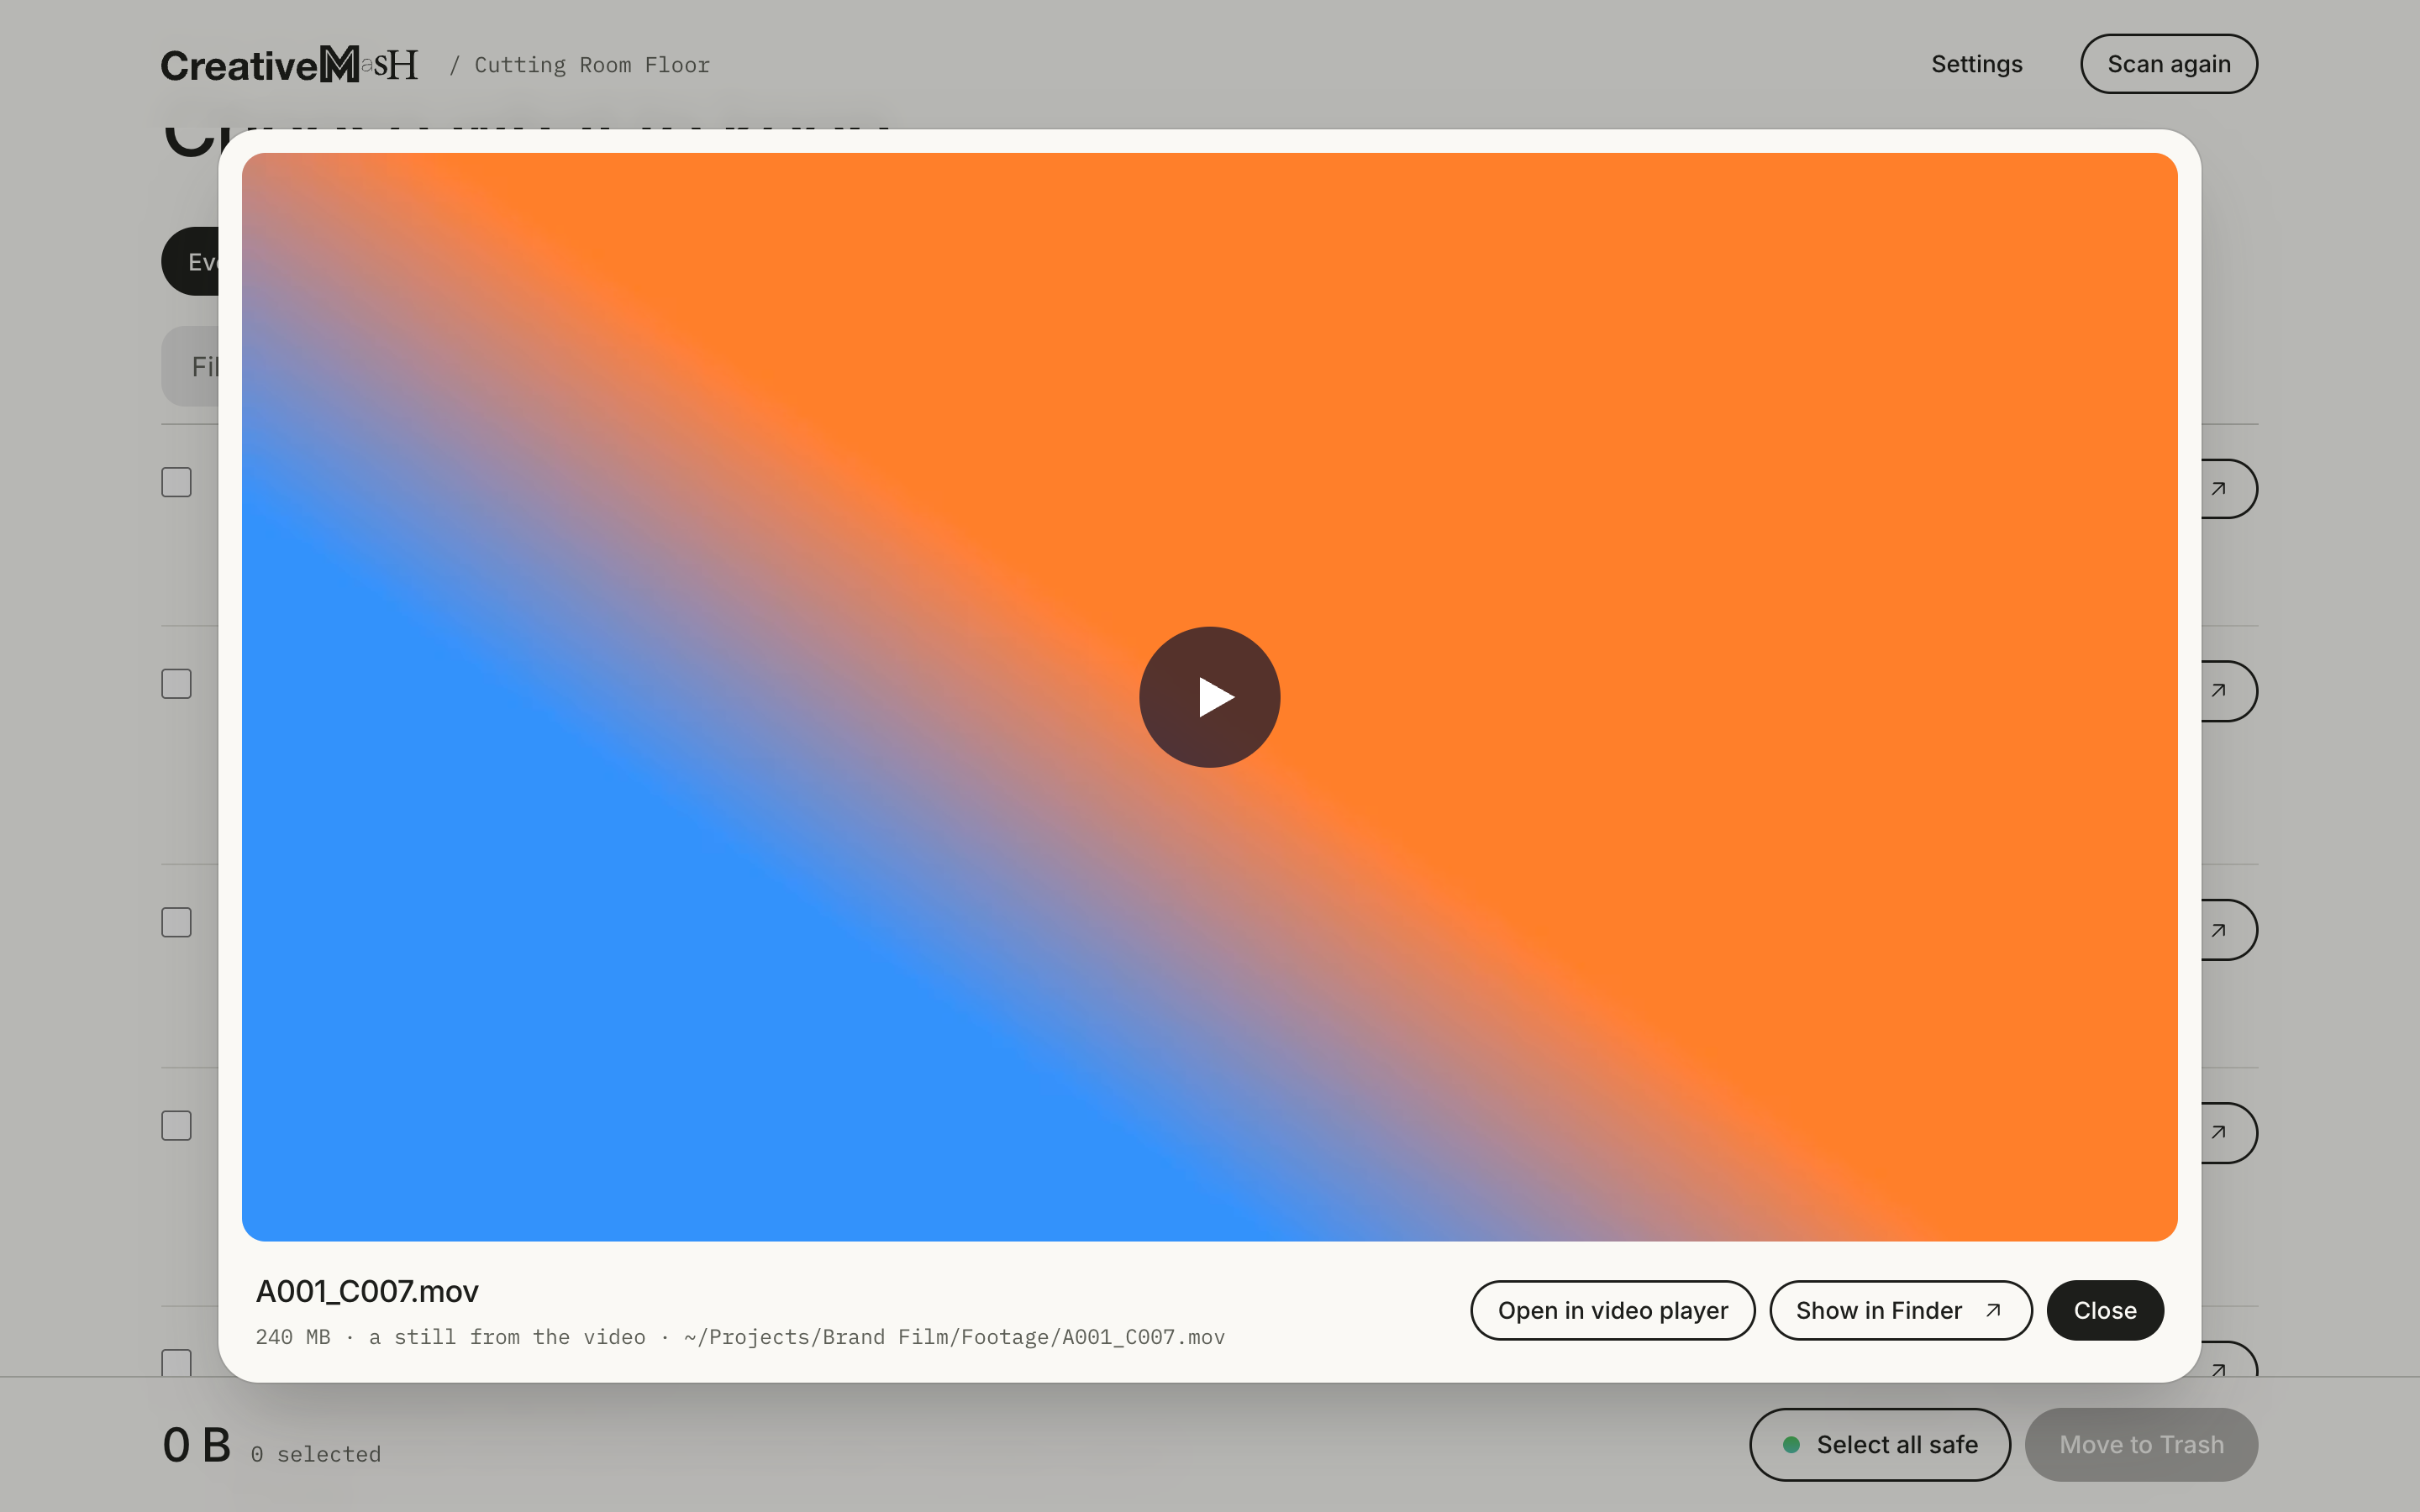 CreativeMasH / Cutting Room Floor
Settings
Scan again
A001_C007.mov
240 MB · a still from the video · ~/Projects/Brand Film/Footage/A001_C007.mov
Open in video player
Show in Finder
Close
0 B 0 selected
Select all safe
Move to Trash